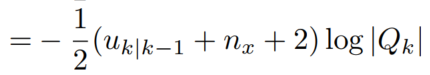 = − \frac{1}{2}(u_{k|k−1} + n_x + 2) log |Q_k|